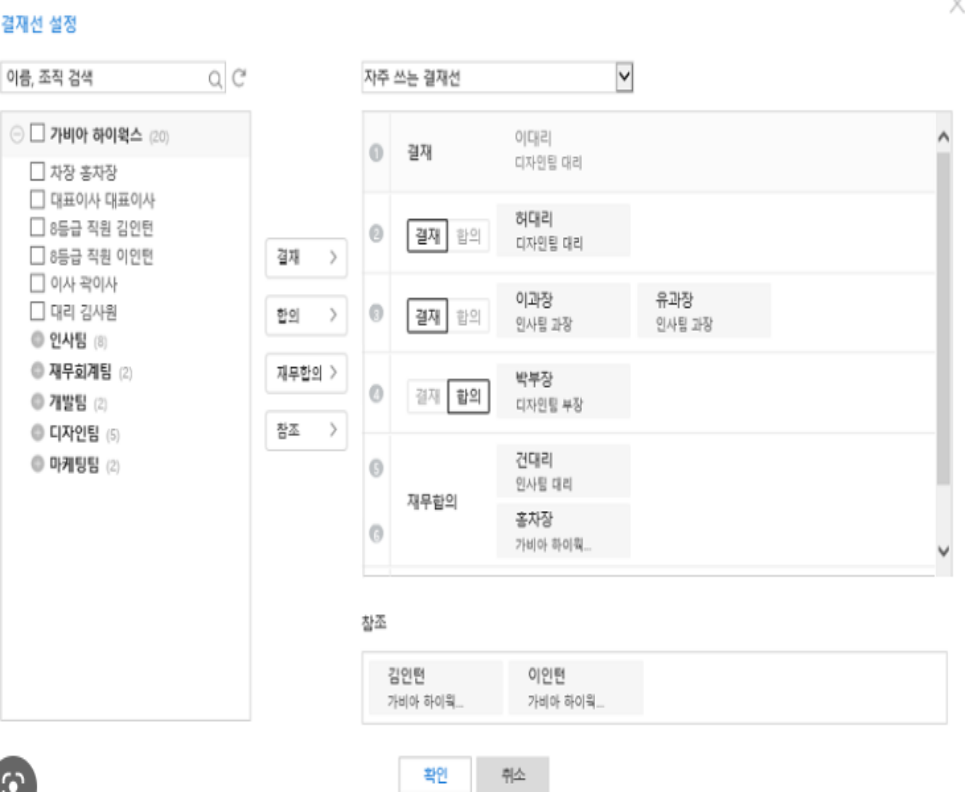 결재선 설정
X
이름, 조직 검색
자주 쓰는 결재선
가비아 하이웍스 (20)
차장 홍차장
대표이사 대표이사
8등급 직원 김인턴
8등급 직원 이인턴
이사 곽이사
대리 김사원
인사팀 (8)
재무회계팀 (2)
개발팀 (2)
디자인팀 (5)
마케팅팀 (2)
결재 >
합의 >
재무합의 >
참조 >
1 결재 이대리
디자인팀 대리
2 결재 합의 허대리
디자인팀 대리
3 결재 합의 이과장 유과장
인사팀 과장 인사팀 과장
4 결재 합의 박부장
디자인팀 부장
5 건대리
인사팀 대리
재무합의
6 홍차장
가비아 하이웍...
참조
김인턴 이인턴
가비아 하이웍... 가비아 하이웍...
확인 취소